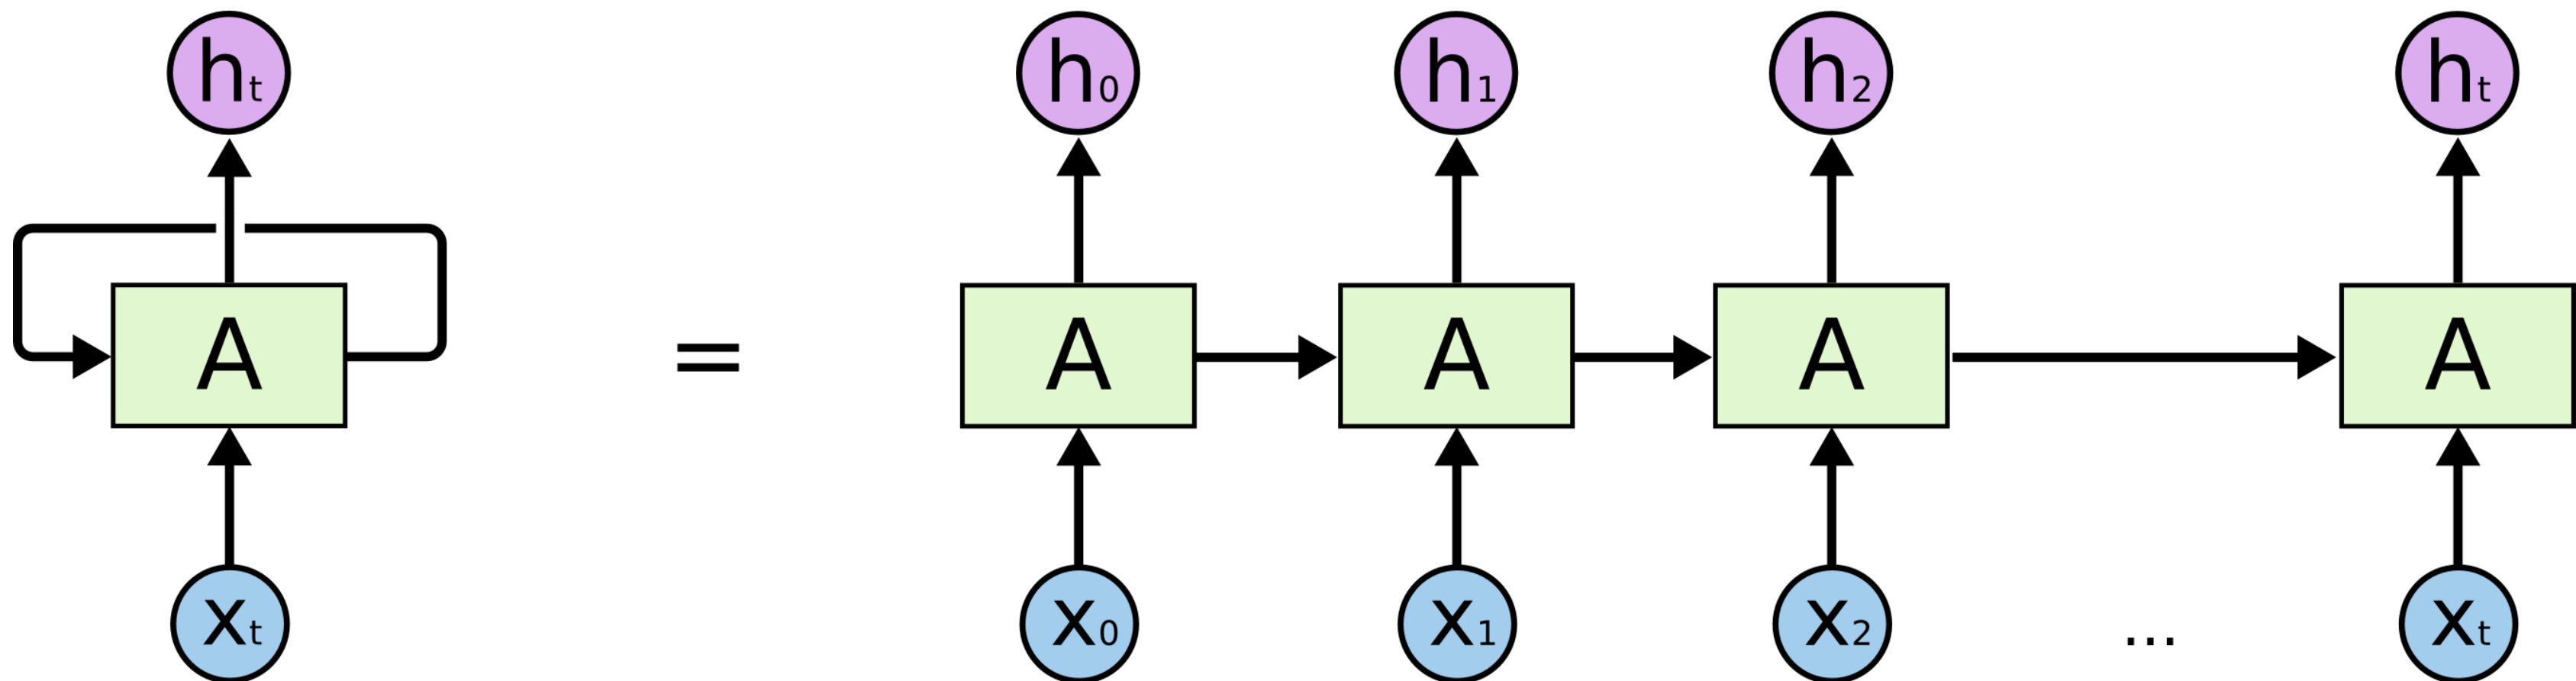 ht h0 h1 h2 ht
A = A A A A
xt x0 x1 x2 ... xt